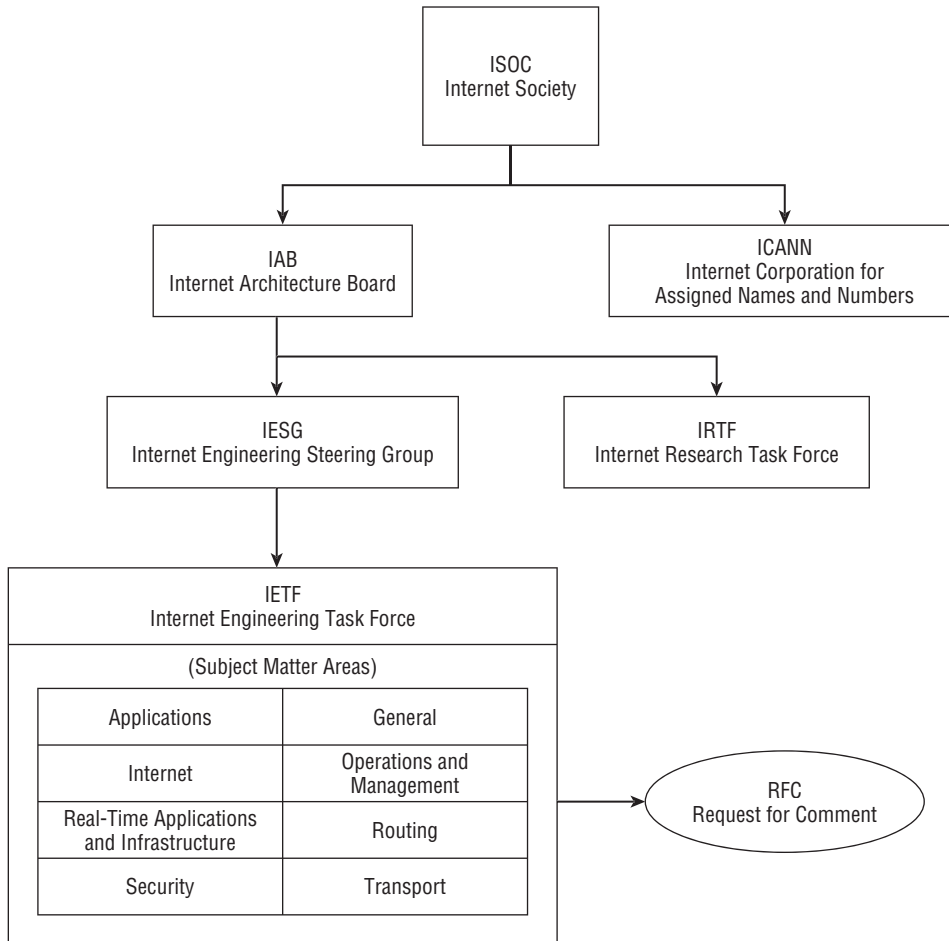 ISOC
Internet Society
IAB
Internet Architecture Board
ICANN
Internet Corporation for
Assigned Names and Numbers
IESG
Internet Engineering Steering Group
IRTF
Internet Research Task Force
IETF
Internet Engineering Task Force
(Subject Matter Areas)
Applications
General
Internet
Operations and
Management
Real-Time Applications
and Infrastructure
Routing
Security
Transport
RFC
Request for Comment